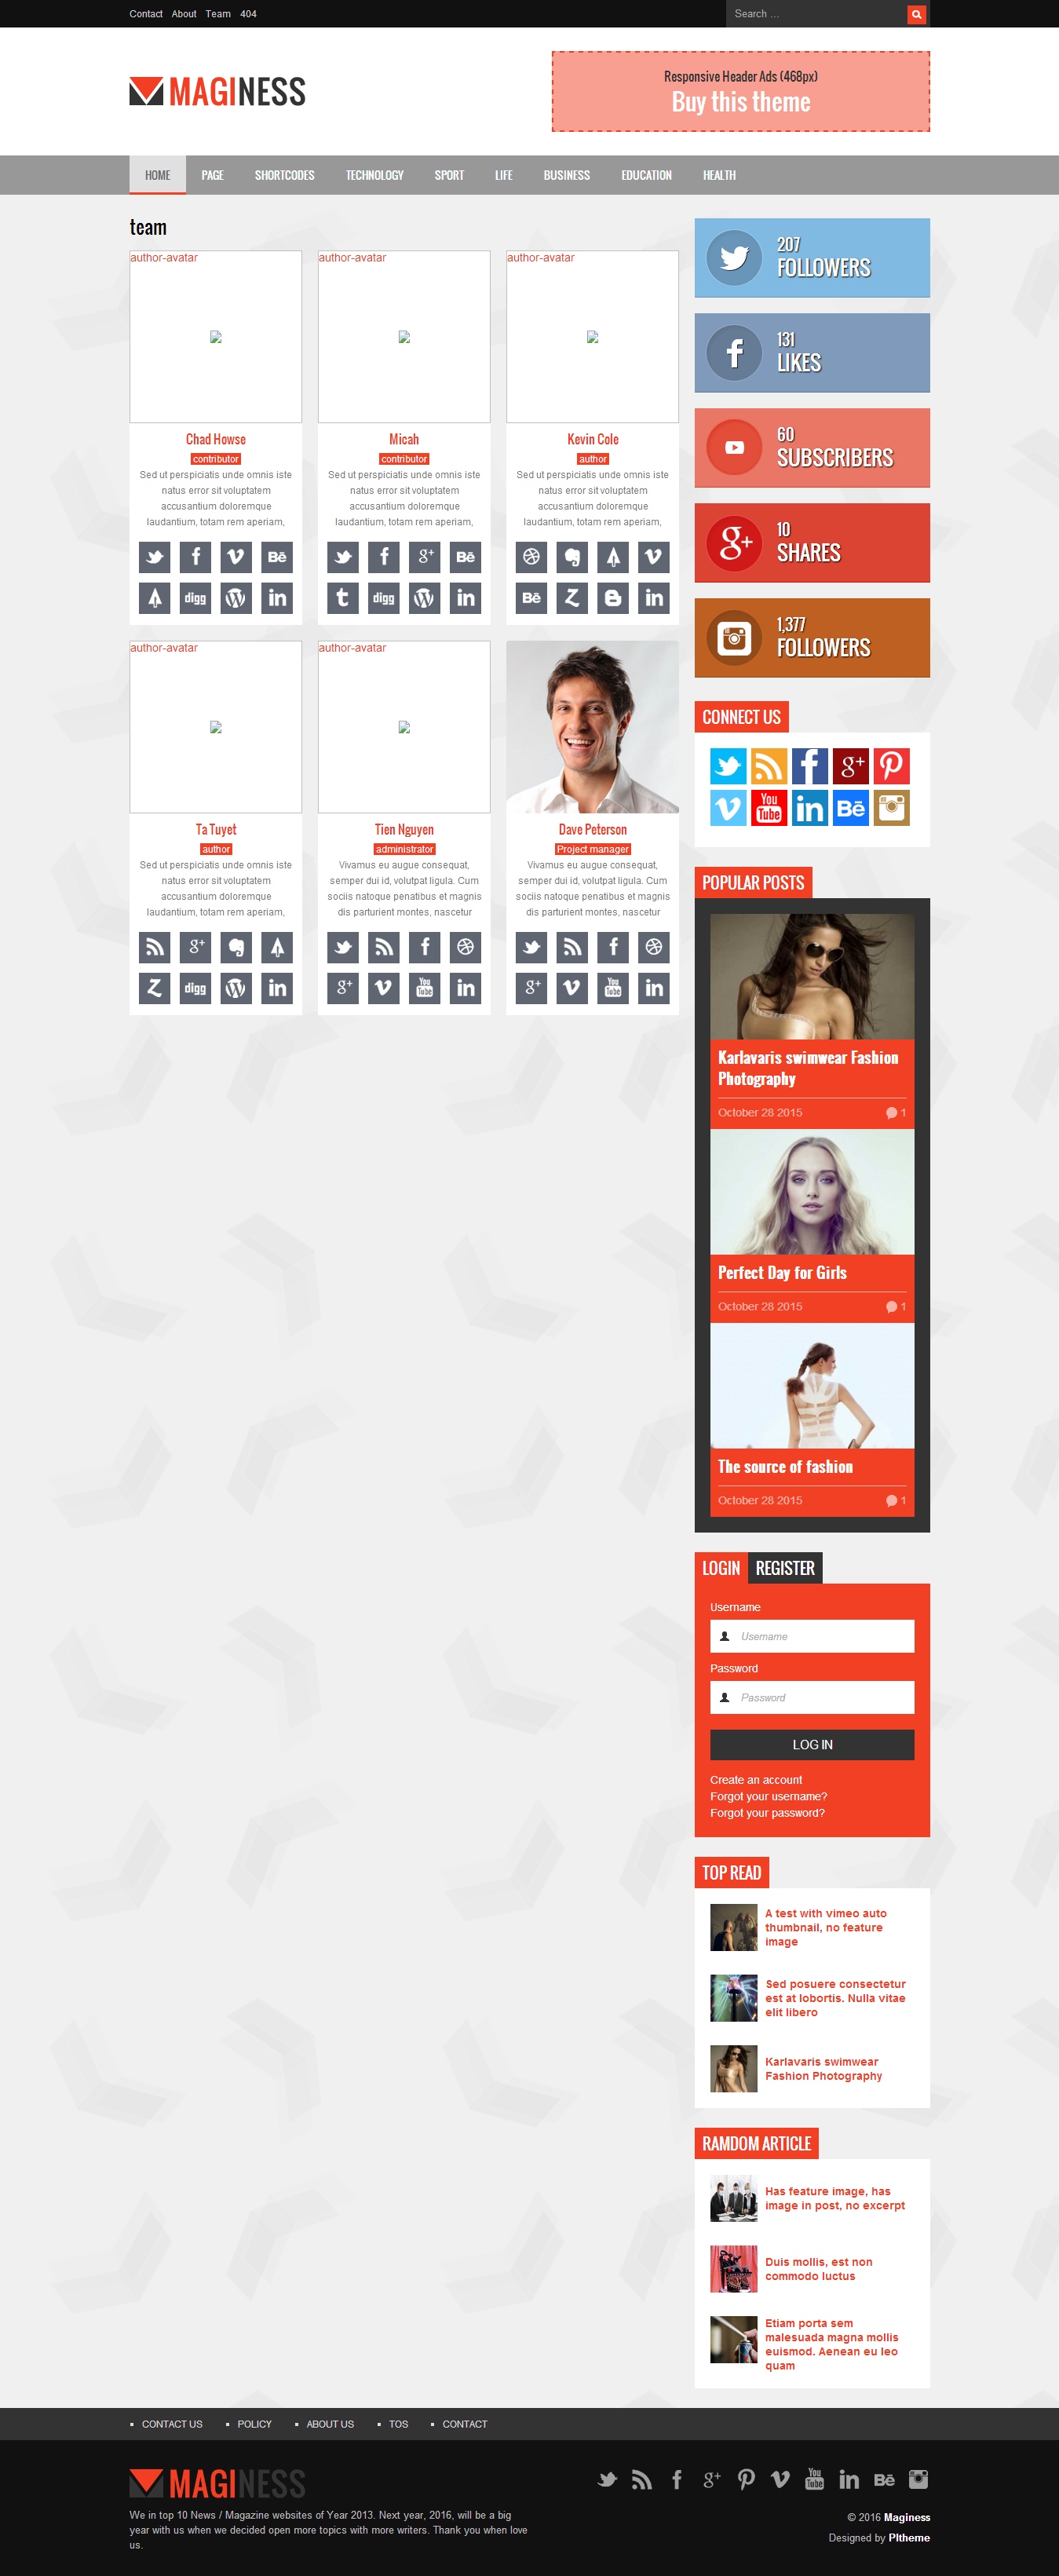 Contact About Team 404
Search ...
MAGINESS
Responsive Header Ads (468px)
Buy this theme
HOME PAGE SHORTCODES TECHNOLOGY SPORT LIFE BUSINESS EDUCATION HEALTH
team
author-avatar
Chad Howse
contributor
Sed ut perspiciatis unde omnis iste
natus error sit voluptatem
accusantium doloremque
laudantium, totam rem aperiam,
Bē
digg
in
author-avatar
Micah
contributor
Sed ut perspiciatis unde omnis iste
natus error sit voluptatem
accusantium doloremque
laudantium, totam rem aperiam,
g+ Bē
digg
in
author-avatar
Kevin Cole
author
Sed ut perspiciatis unde omnis iste
natus error sit voluptatem
accusantium doloremque
laudantium, totam rem aperiam,
Bē
in
author-avatar
Ta Tuyet
author
Sed ut perspiciatis unde omnis iste
natus error sit voluptatem
accusantium doloremque
laudantium, totam rem aperiam,
g+
digg
in
author-avatar
Tien Nguyen
administrator
Vivamus eu augue consequat,
semper dui id, volutpat ligula. Cum
sociis natoque penatibus et magnis
dis parturient montes, nascetur
g+ You Tube in
Dave Peterson
Project manager
Vivamus eu augue consequat,
semper dui id, volutpat ligula. Cum
sociis natoque penatibus et magnis
dis parturient montes, nascetur
g+ You Tube in
207
FOLLOWERS
131
LIKES
60
SUBSCRIBERS
10
SHARES
1,377
FOLLOWERS
CONNECT US
g+
You Tube in Bē
POPULAR POSTS
Karlavaris swimwear Fashion
Photography
October 28 2015 1
Perfect Day for Girls
October 28 2015 1
The source of fashion
October 28 2015 1
LOGIN REGISTER
Username
Username
Password
Password
LOG IN
Create an account
Forgot your username?
Forgot your password?
TOP READ
A test with vimeo auto
thumbnail, no feature
image
Sed posuere consectetur
est at lobortis. Nulla vitae
elit libero
Karlavaris swimwear
Fashion Photography
RAMDOM ARTICLE
Has feature image, has
image in post, no excerpt
Duis mollis, est non
commodo luctus
Etiam porta sem
malesuada magna mollis
euismod. Aenean eu leo
quam
CONTACT US POLICY ABOUT US TOS CONTACT
MAGINESS
We in top 10 News / Magazine websites of Year 2013. Next year, 2016, will be a big
year with us when we decided open more topics with more writers. Thank you when love
us.
g+ You Tube in Bē
© 2016 Maginess
Designed by PItheme